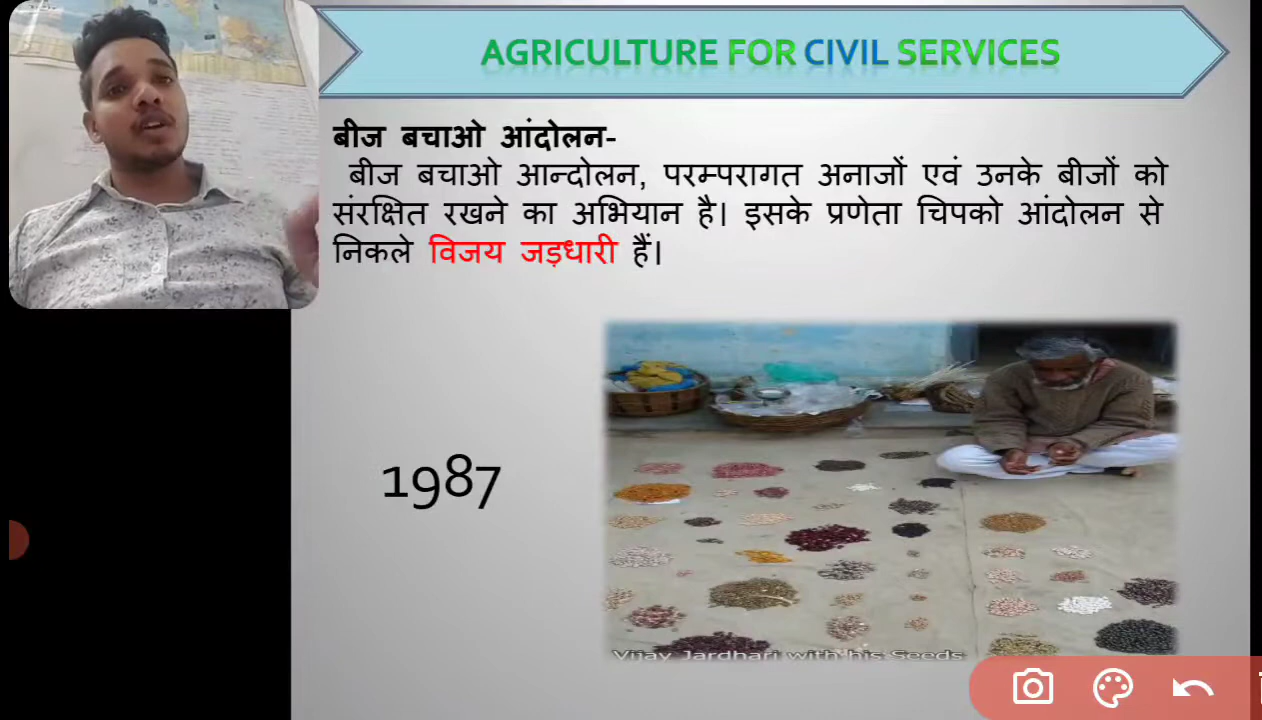 AGRICULTURE FOR CIVIL SERVICES
बीज बचाओ आंदोलन-
बीज बचाओ आन्दोलन, परम्परागत अनाजों एवं उनके बीजों को
संरक्षित रखने का अभियान है। इसके प्रणेता चिपको आंदोलन से
निकले विजय जड़धारी हैं।
1987
Vijay Jardhari with his Seeds